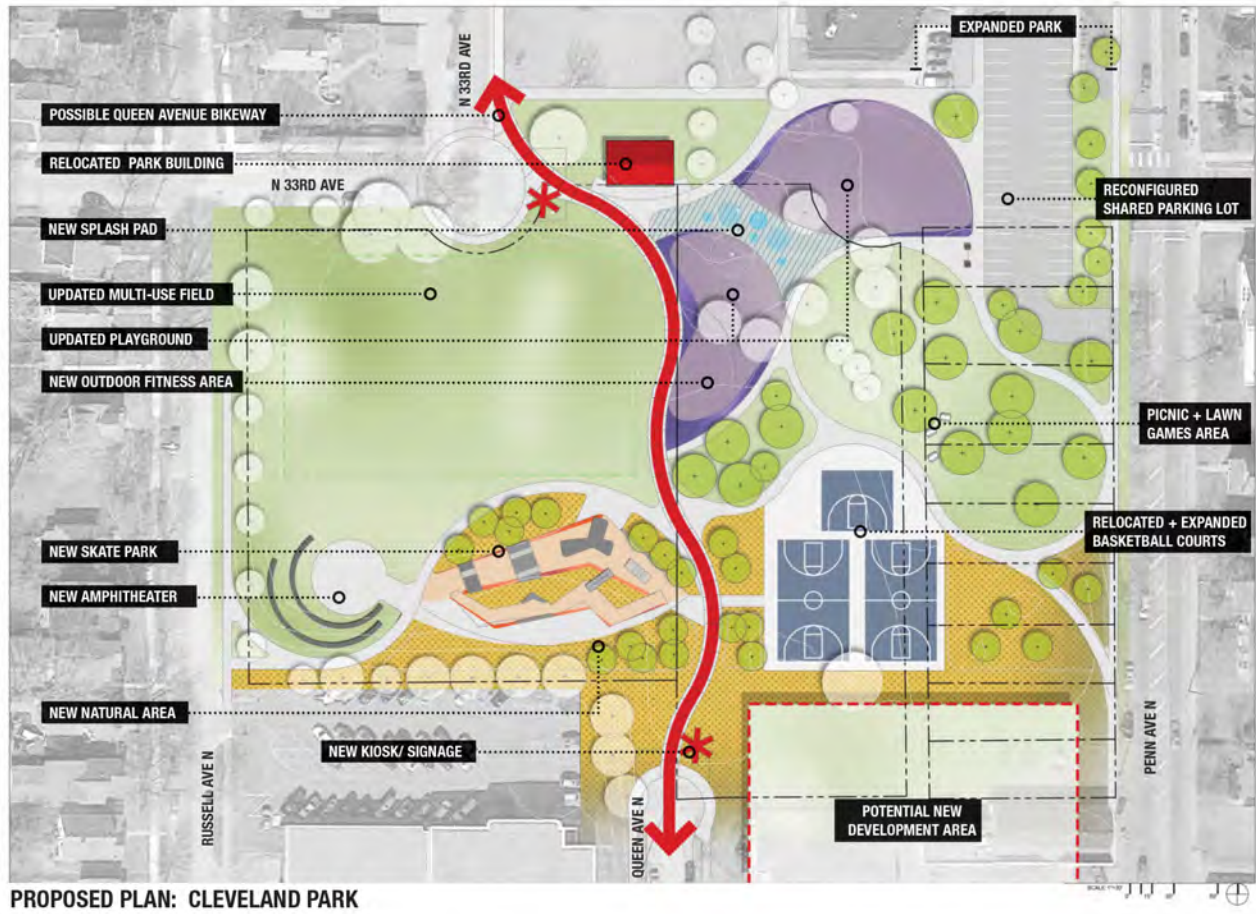 EXPANDED PARK
N 33RD AVE
POSSIBLE QUEEN AVENUE BIKEWAY
RELOCATED PARK BUILDING
N 33RD AVE
RECONFIGURED
SHARED PARKING LOT
NEW SPLASH PAD
UPDATED MULTI-USE FIELD
UPDATED PLAYGROUND
NEW OUTDOOR FITNESS AREA
PICNIC + LAWN
GAMES AREA
RELOCATED + EXPANDED
BASKETBALL COURTS
NEW SKATE PARK
NEW AMPHITHEATER
NEW NATURAL AREA
NEW KIOSK/ SIGNAGE
RUSSELL AVE N
QUEEN AVE N
PENN AVE N
POTENTIAL NEW
DEVELOPMENT AREA
PROPOSED PLAN: CLEVELAND PARK